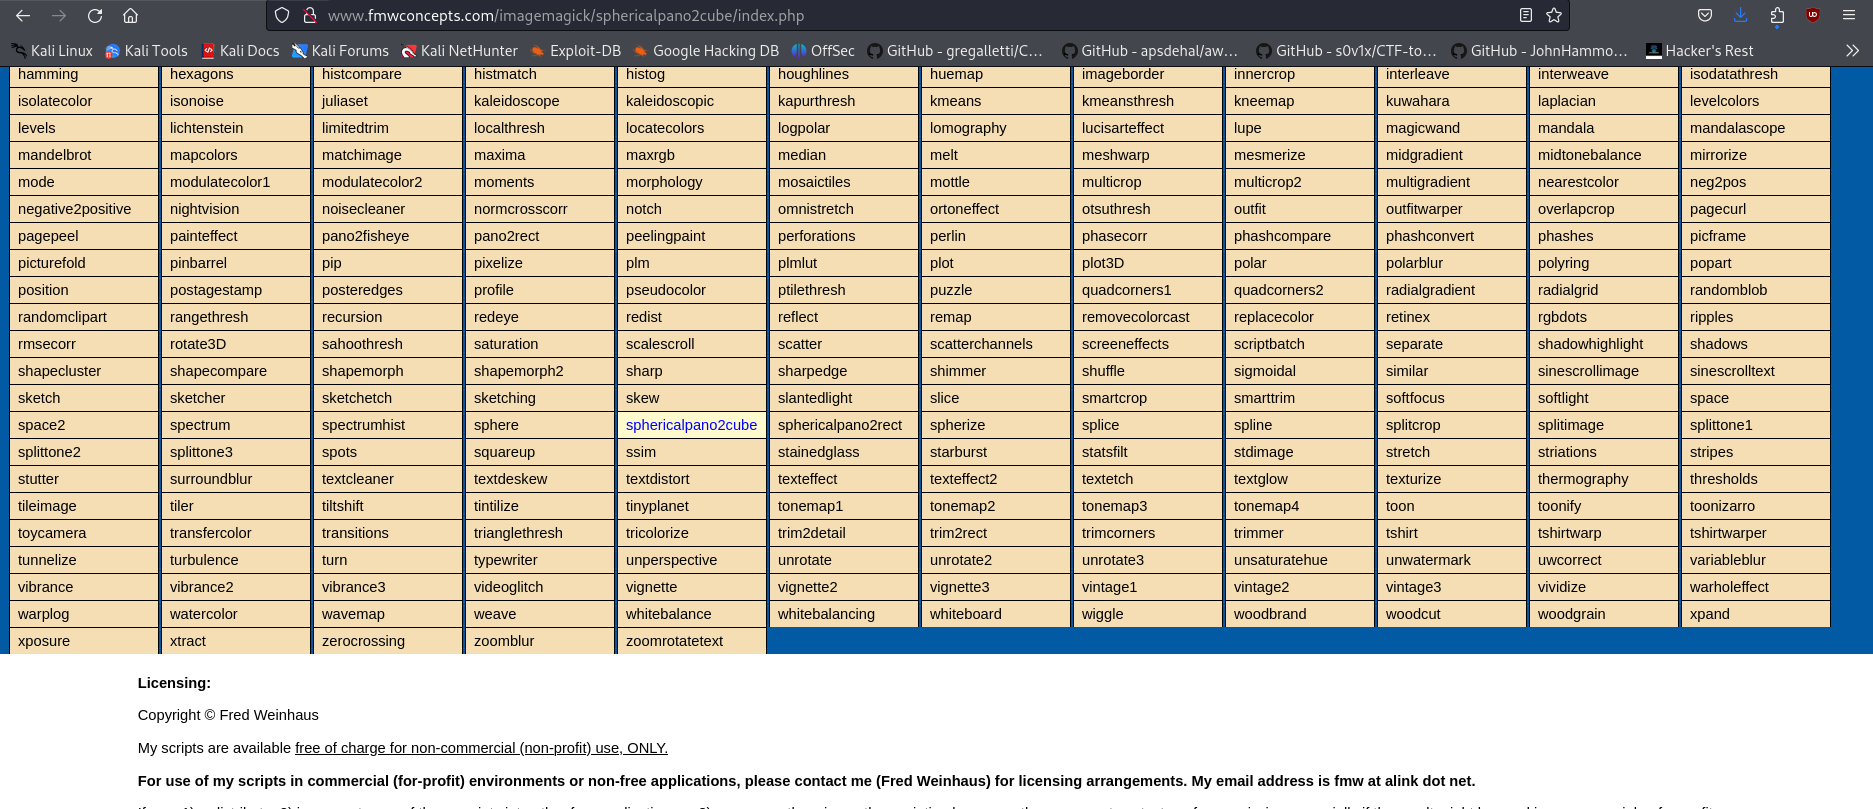 www.fmwconcepts.com/imagemagick/sphericalpano2cube/index.php
Kali Linux Kali Tools Kali Docs Kali Forums Kali NetHunter Exploit-DB Google Hacking DB OffSec GitHub - gregalletti/C… GitHub - apsdehal/aw… GitHub - s0v1x/CTF-to… GitHub - JohnHammo… Hacker's Rest
hamming hexagons histcompare histmatch histog houghlines huemap imageborder innercrop interleave interweave isodatathresh
isolatecolor isonoise juliaset kaleidoscope kaleidoscopic kapurthresh kmeans kmeansthresh kneemap kuwahara laplacian levelcolors
levels lichtenstein limitedtrim localthresh locatecolors logpolar lomography lucisarteffect lupe magicwand mandala mandalascope
mandelbrot mapcolors matchimage maxima maxrgb median melt meshwarp mesmerize midgradient midtonebalance mirrorize
mode modulatecolor1 modulatecolor2 moments morphology mosaictiles mottle multicrop multicrop2 multigradient nearestcolor neg2pos
negative2positive nightvision noisecleaner normcrosscorr notch omnistretch ortoneffect otsuthresh outfit outfitwarper overlapcrop pagecurl
pagepeel painteffect pano2fisheye pano2rect peelingpaint perforations perlin phasecorr phashcompare phashconvert phashes picframe
picturefold pinbarrel pip pixelize plm plmlut plot plot3D polar polarblur polyring popart
position postagestamp posteredges profile pseudocolor ptilethresh puzzle quadcorners1 quadcorners2 radialgradient radialgrid randomblob
randomclipart rangethresh recursion redeye redist reflect remap removecolorcast replacecolor retinex rgbdots ripples
rmsecorr rotate3D sahoothresh saturation scalescroll scatter scatterchannels screeneffects scriptbatch separate shadowhighlight shadows
shapecluster shapecompare shapemorph shapemorph2 sharp sharpedge shimmer shuffle sigmoidal similar sinescrollimage sinescrolltext
sketch sketcher sketchetch sketching skew slantedlight slice smartcrop smarttrim softfocus softlight space
space2 spectrum spectrumhist sphere sphericalpano2cube sphericalpano2rect spherize splice spline splitcrop splitimage splittone1
splittone2 splittone3 spots squareup ssim stainedglass starburst statsfilt stdimage stretch striations stripes
stutter surroundblur textcleaner textdeskew textdistort texteffect texteffect2 textetch textglow texturize thermography thresholds
tileimage tiler tiltshift tintilize tinyplanet tonemap1 tonemap2 tonemap3 tonemap4 toon toonify toonizarro
toycamera transfercolor transitions trianglethresh tricolorize trim2detail trim2rect trimcorners trimmer tshirt tshirtwarp tshirtwarper
tunnelize turbulence turn typewriter unperspective unrotate unrotate2 unrotate3 unsaturatehue unwatermark uwcorrect variableblur
vibrance vibrance2 vibrance3 videoglitch vignette vignette2 vignette3 vintage1 vintage2 vintage3 vividize warholeffect
warplog watercolor wavemap weave whitebalance whitebalancing whiteboard wiggle woodbrand woodcut woodgrain xpand
xposure xtract zerocrossing zoomblur zoomrotatetext
Licensing:
Copyright © Fred Weinhaus
My scripts are available free of charge for non-commercial (non-profit) use, ONLY.
For use of my scripts in commercial (for-profit) environments or non-free applications, please contact me (Fred Weinhaus) for licensing arrangements. My email address is fmw at alink dot net.